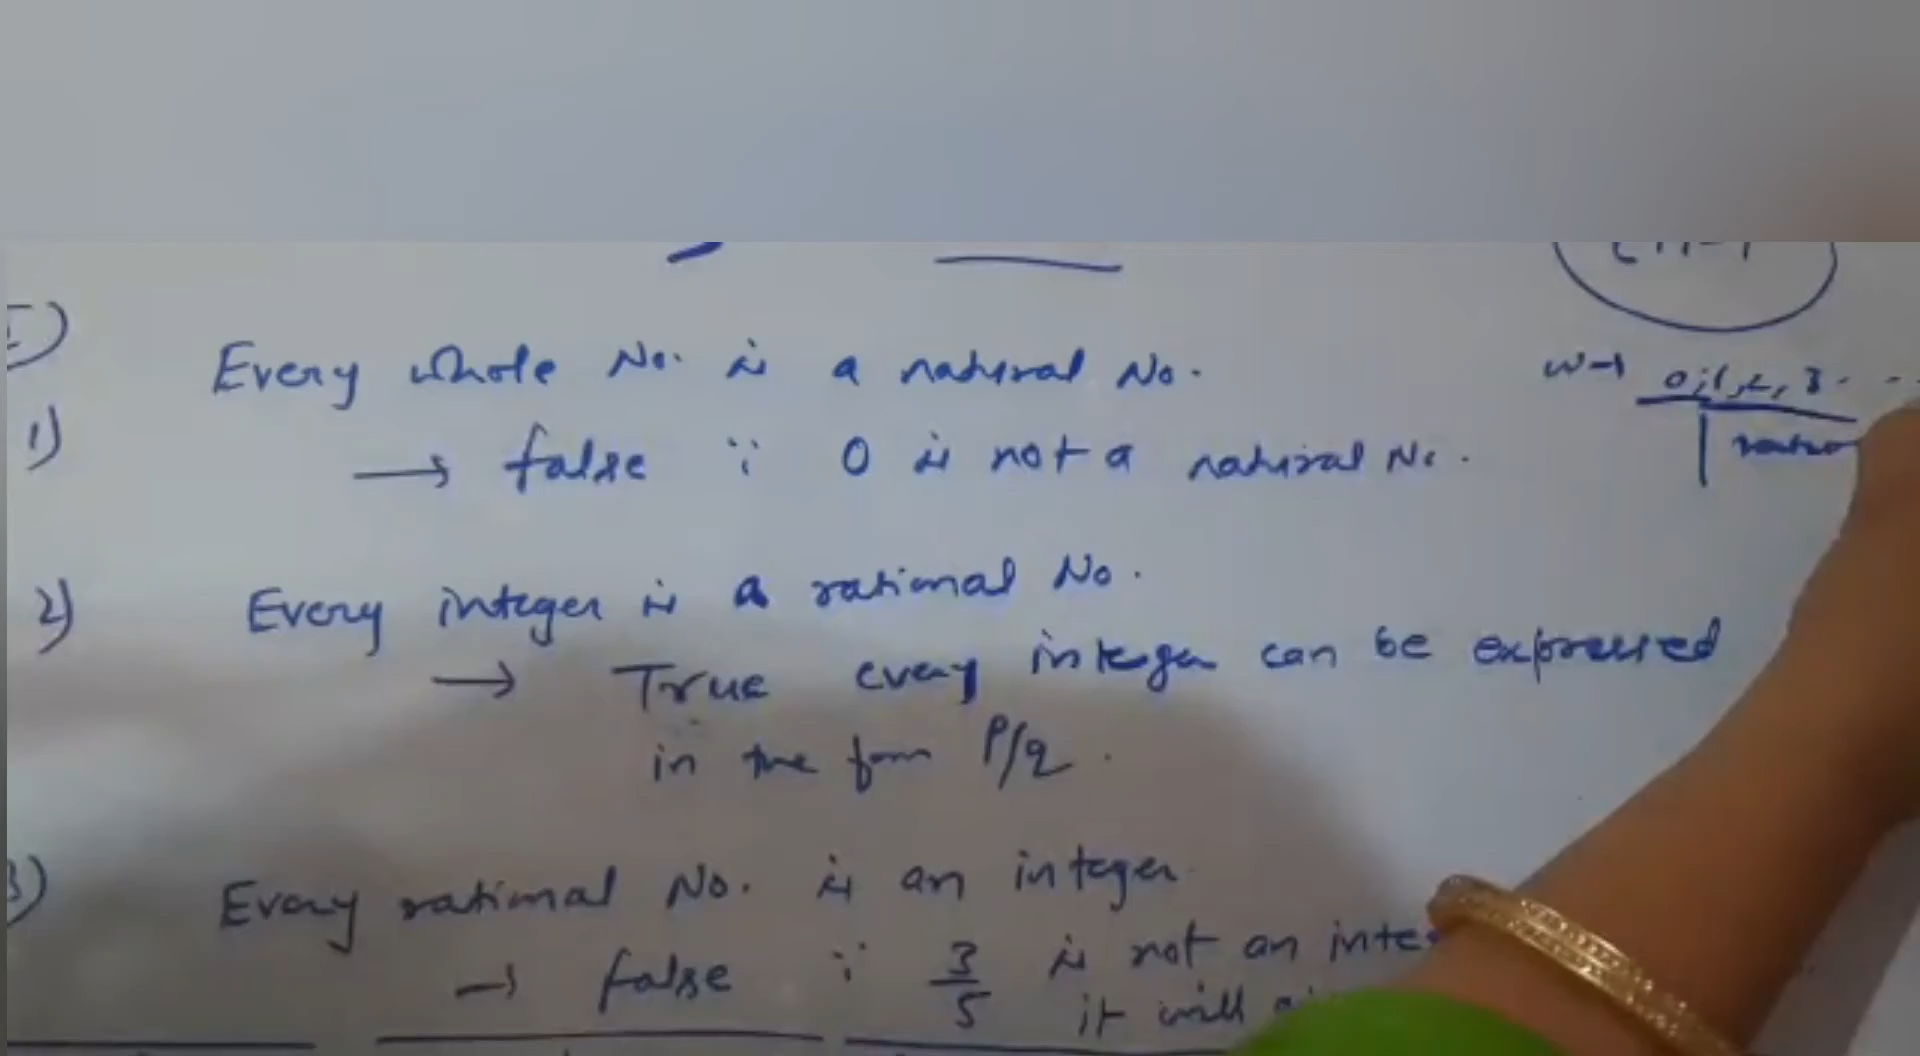 1)
Every whole No. is a natural No.
→ false ∵ 0 is not a natural No.
W→ 0,1,2,3 - - -
2)
Every integer is a rational No.
→ True every integer can be expressed
in the form P/q.
3)
Every rational No. is an integer
→ false ∵ 3/5 is not an
it will